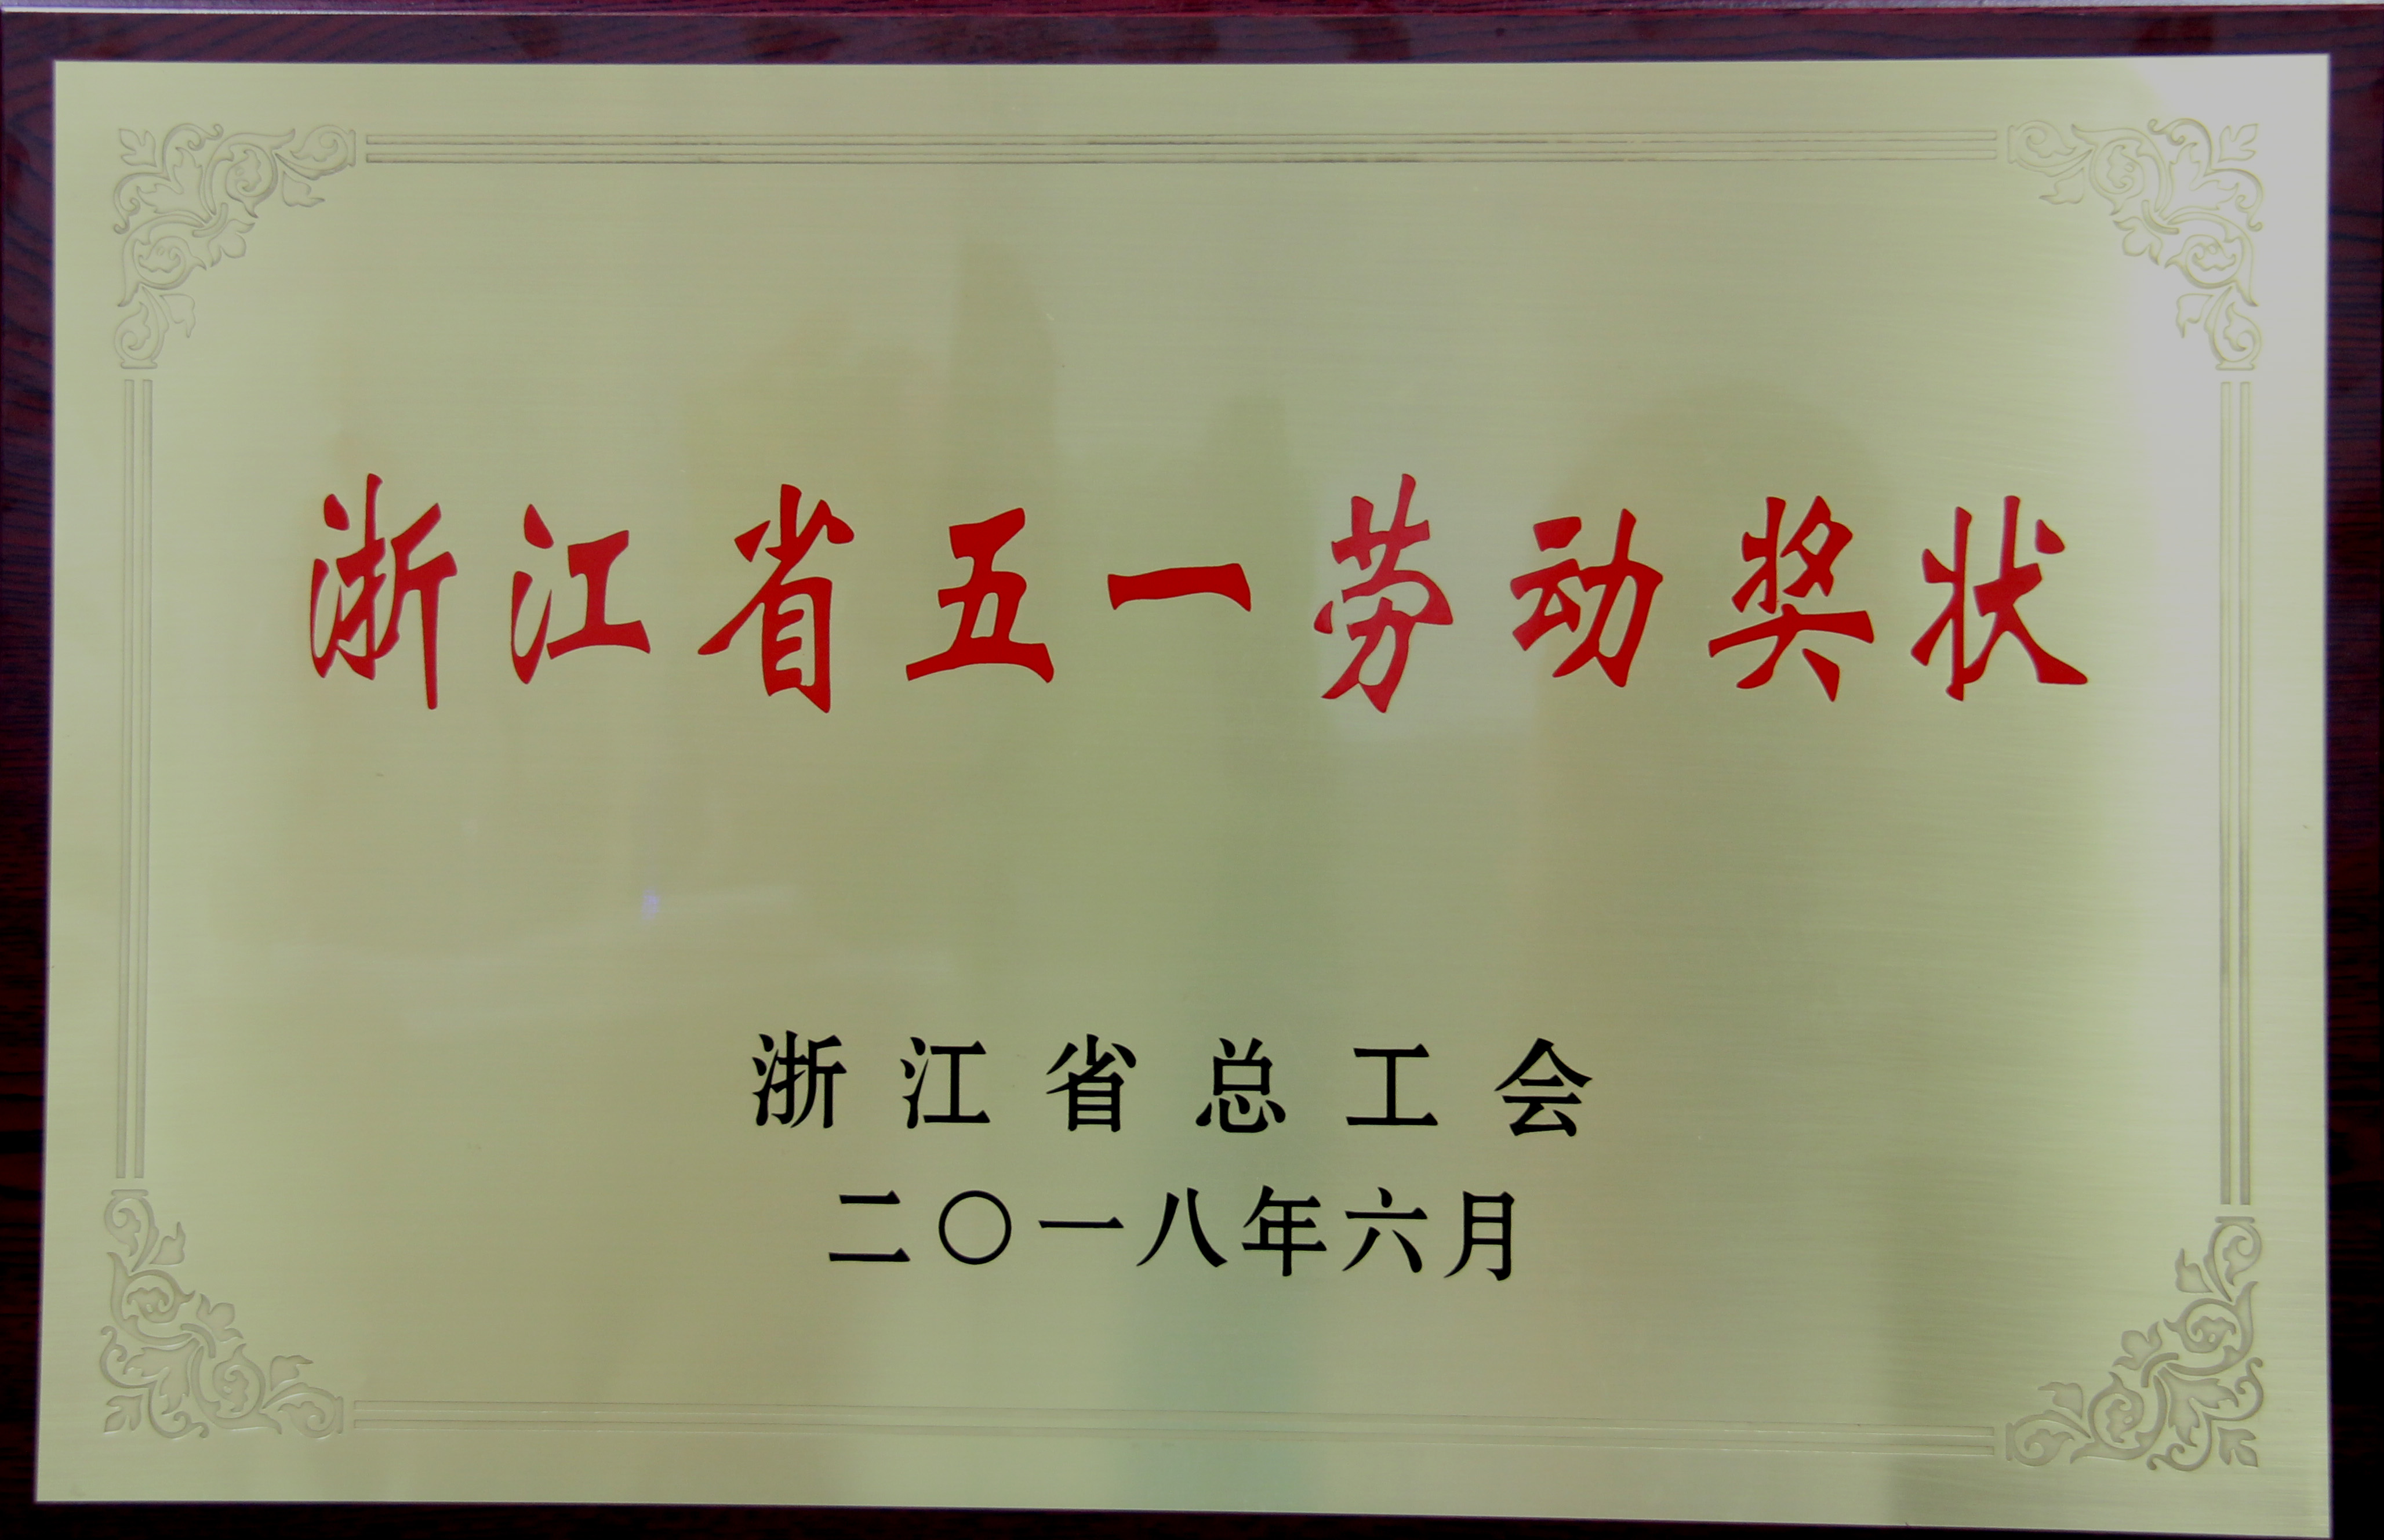 浙江省五一劳动奖状
浙江省总工会
二〇一八年六月